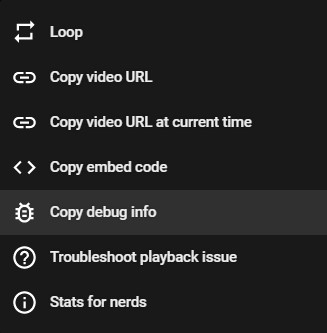 Loop
Copy video URL
Copy video URL at current time
Copy embed code
Copy debug info
Troubleshoot playback issue
Stats for nerds